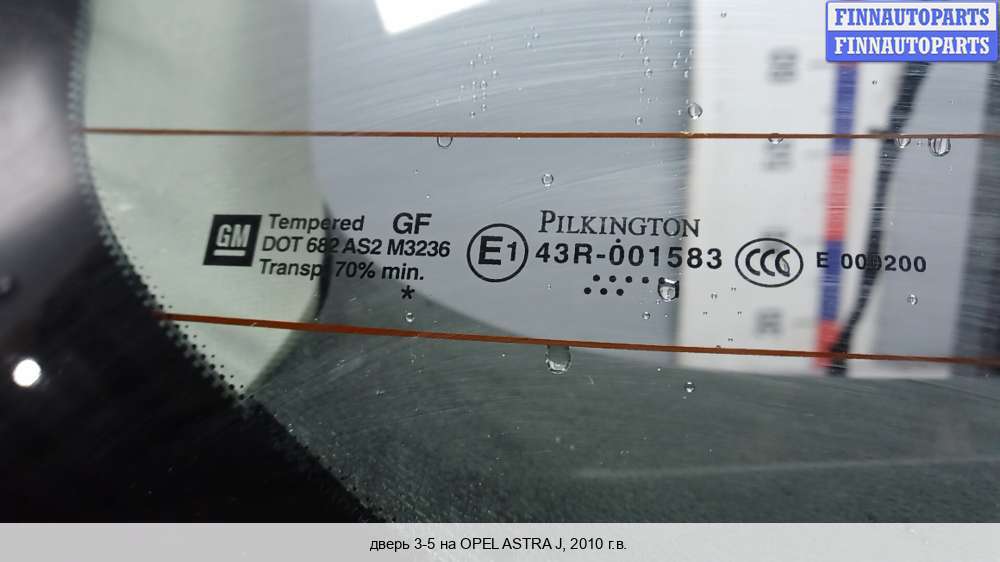 FINNAUTOPARTS
FINNAUTOPARTS
GM
Tempered GF
DOT 682 AS2 M3236
Transp. 70% min.
*
E1
PILKINGTON
43R-001583
CCC
E 000200
дверь 3-5 на OPEL ASTRA J, 2010 г.в.